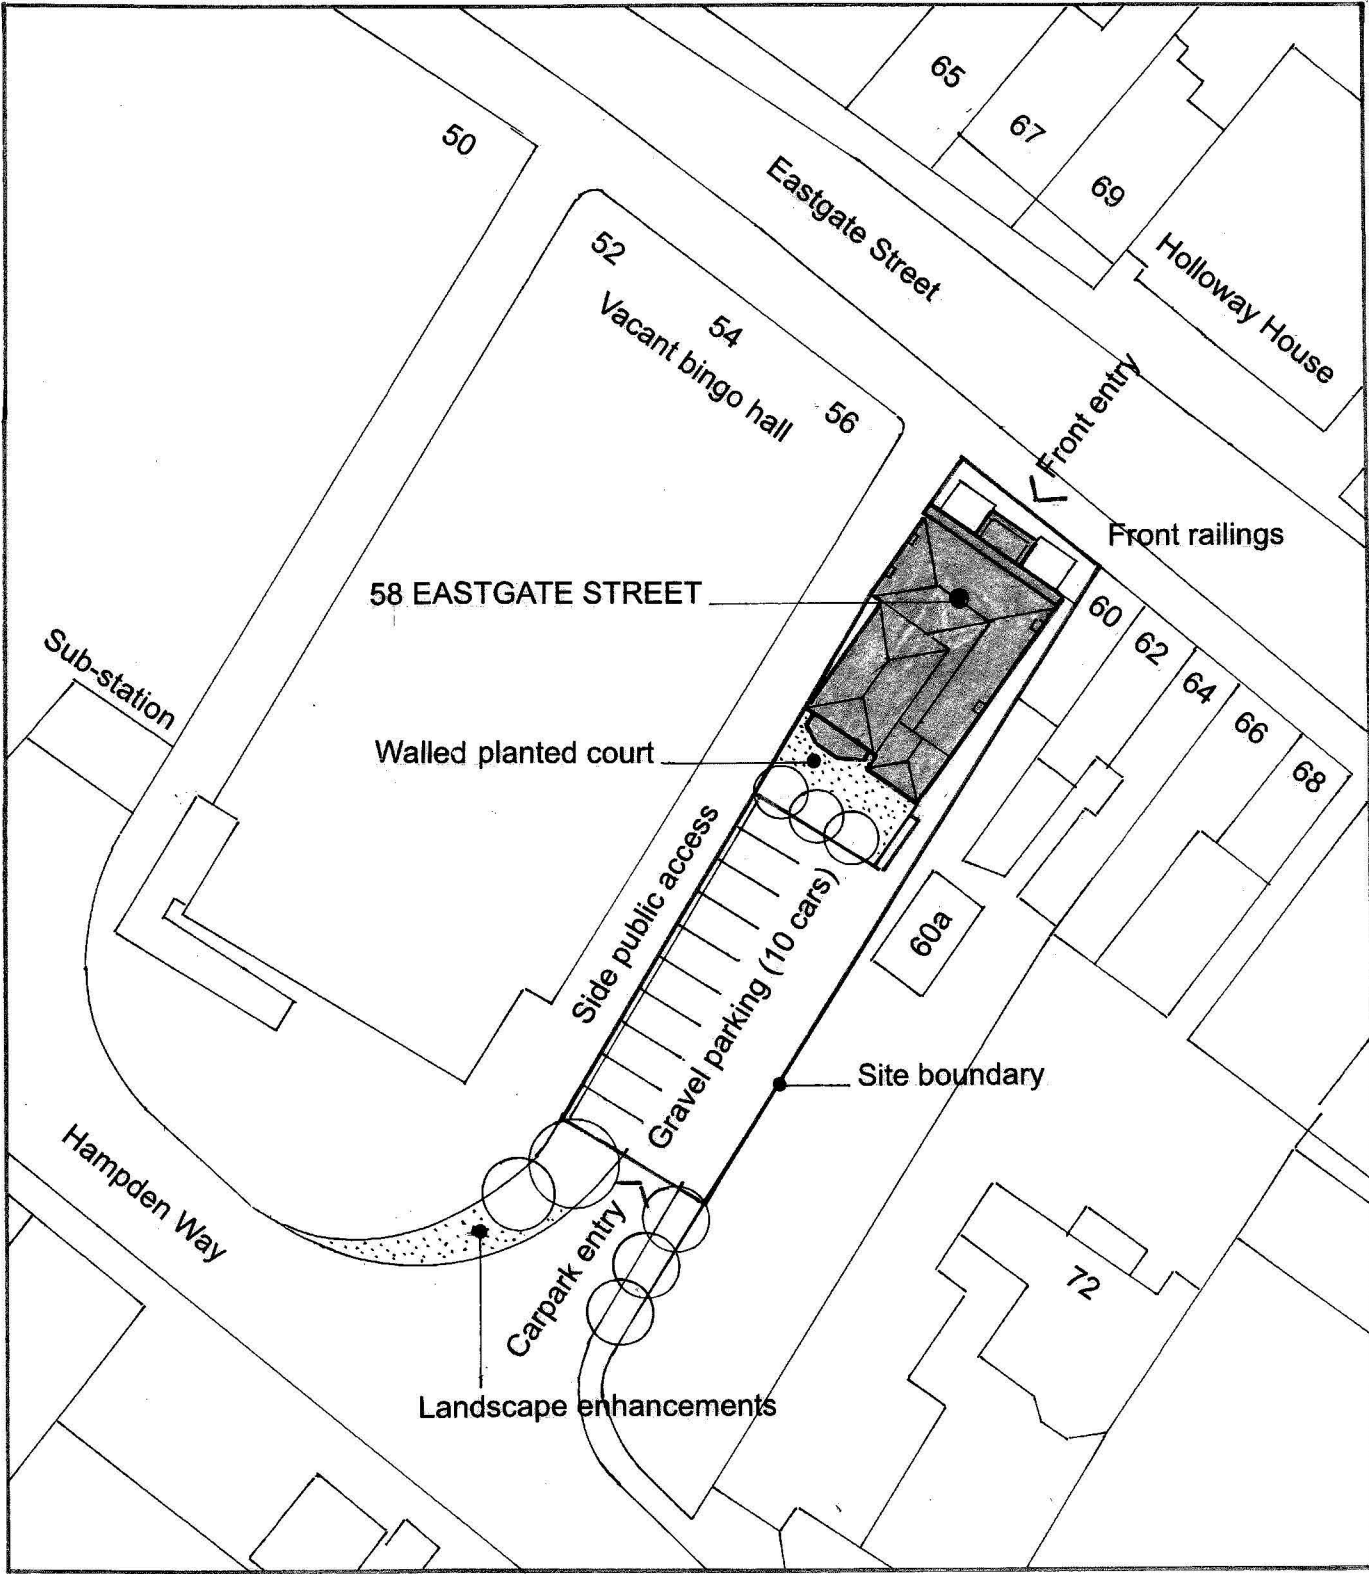 65
67
69
50
Eastgate Street
52
54
56
Vacant bingo hall
Holloway House
Front entry
Front railings
58 EASTGATE STREET
60
62
64
66
68
Sub-station
Walled planted court
Side public access
Gravel parking (10 cars)
60a
Site boundary
Hampden Way
Carpark entry
72
Landscape enhancements